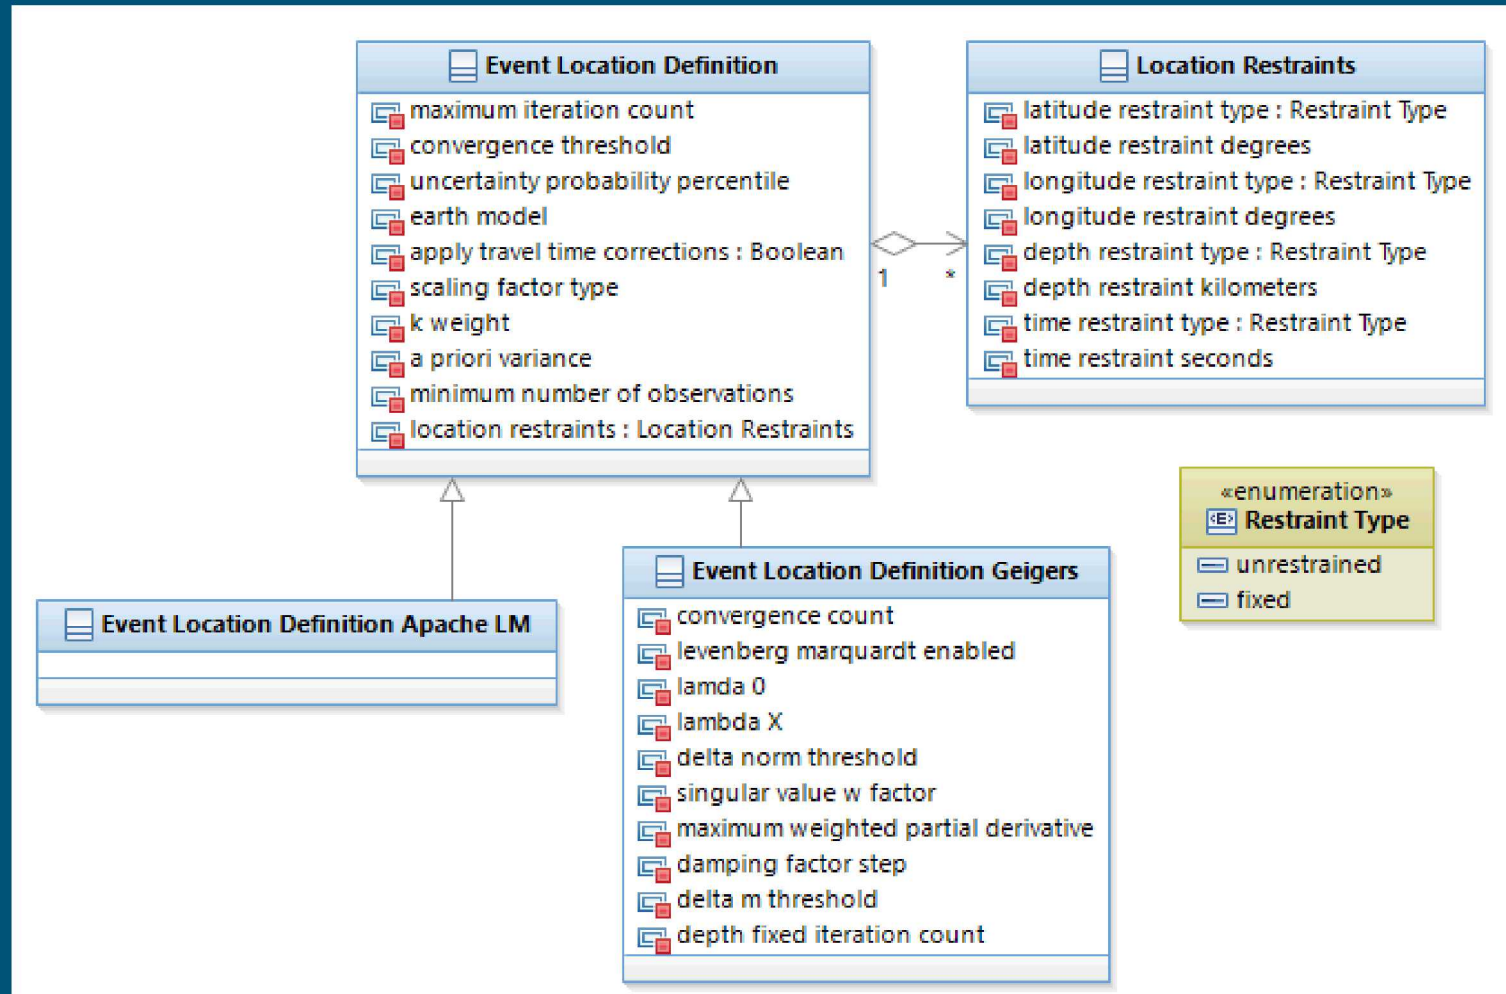 Event Location Definition
maximum iteration count
convergence threshold
uncertainty probability percentile
earth model
apply travel time corrections : Boolean
scaling factor type
k weight
a priori variance
minimum number of observations
location restraints : Location Restraints
1
*
Location Restraints
latitude restraint type : Restraint Type
latitude restraint degrees
longitude restraint type : Restraint Type
longitude restraint degrees
depth restraint type : Restraint Type
depth restraint kilometers
time restraint type : Restraint Type
time restraint seconds
«enumeration»
<E> Restraint Type
unrestrained
fixed
Event Location Definition Apache LM
Event Location Definition Geigers
convergence count
levenberg marquardt enabled
lamda 0
lambda X
delta norm threshold
singular value w factor
maximum weighted partial derivative
damping factor step
delta m threshold
depth fixed iteration count